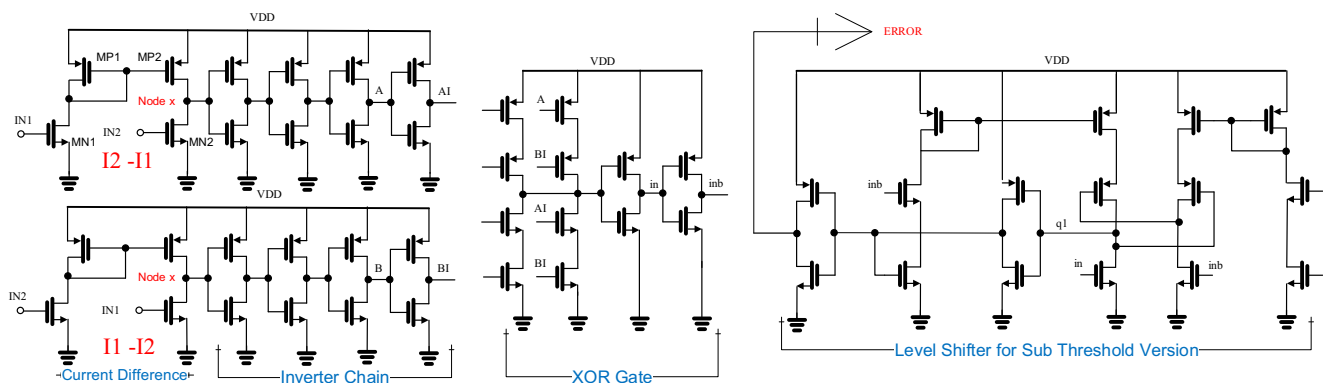 VDD
MP1
MP2
Node x
A
AI
IN1
IN2
MN1
MN2
I2 -I1
VDD
Node x
B
BI
IN2
IN1
I1 -I2
Current Difference
Inverter Chain
VDD
A
BI
in
inb
AI
BI
XOR Gate
ERROR
VDD
inb
q1
in
inb
Level Shifter for Sub Threshold Version